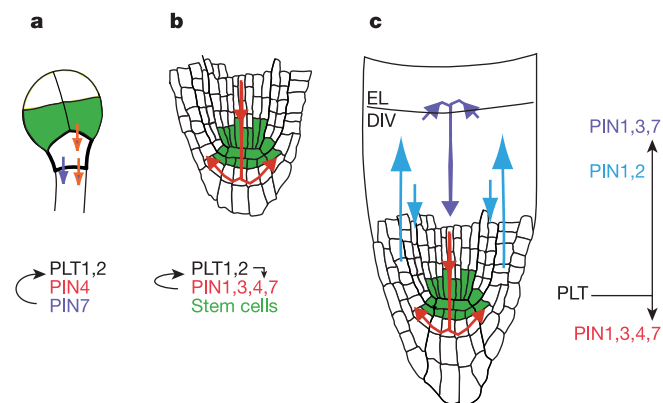 a
b
c
EL
DIV
PIN1,3,7
PIN1,2
PLT
PIN1,3,4,7
PLT1,2
PIN4
PIN7
PLT1,2
PIN1,3,4,7
Stem cells